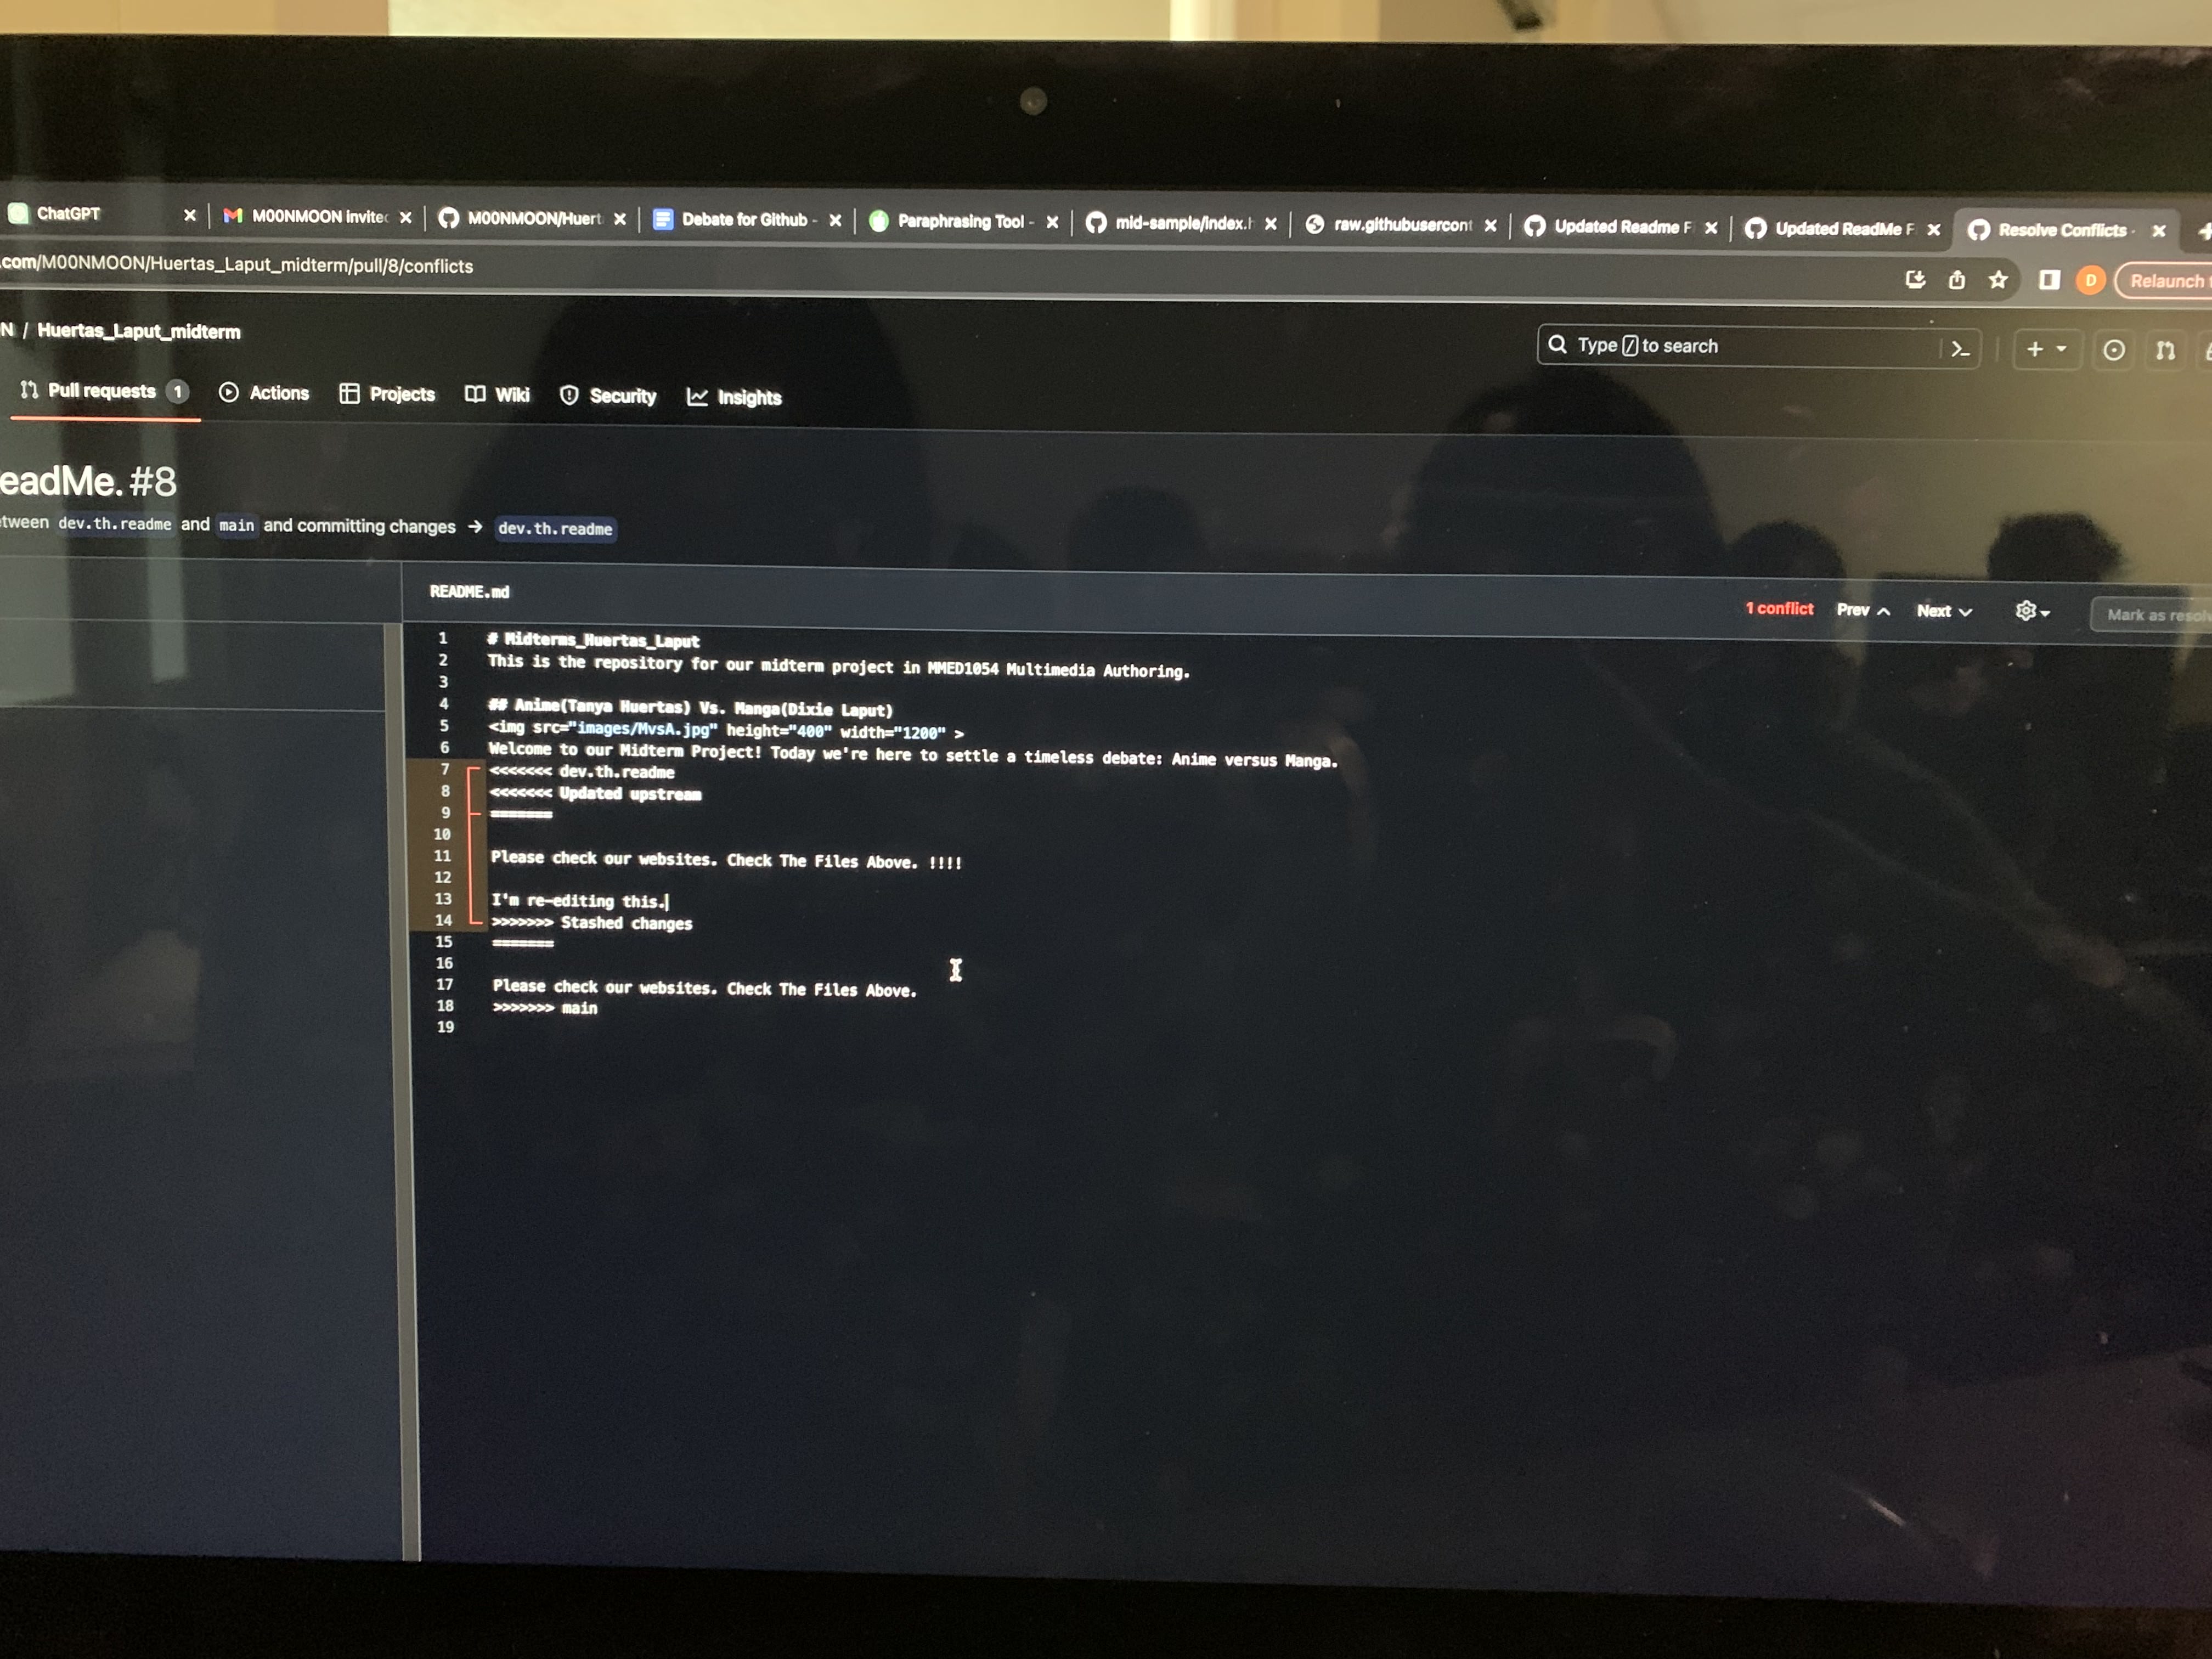 ChatGPT
M00NMOON invited
M00NMOON/Huert
Debate for Github -
Paraphrasing Tool -
mid-sample/index.h
raw.githubusercont
Updated Readme F
Updated ReadMe F
Resolve Conflicts -
.com/M00NMOON/Huertas_Laput_midterm/pull/8/conflicts
D
Relaunch
N / Huertas_Laput_midterm
Type / to search
Pull requests 1
Actions
Projects
Wiki
Security
Insights
eadMe. #8
tween dev.th.readme and main and committing changes → dev.th.readme
README.md
1 conflict
Prev
Next
Mark as resol
1 # Midterms_Huertas_Laput
2 This is the repository for our midterm project in MMED1054 Multimedia Authoring.
3
4 ## Anime(Tanya Huertas) Vs. Manga(Dixie Laput)
5 <img src="images/MvsA.jpg" height="400" width="1200" >
6 Welcome to our Midterm Project! Today we're here to settle a timeless debate: Anime versus Manga.
7 <<<<<<< dev.th.readme
8 <<<<<<< Updated upstream
9 =======
10
11 Please check our websites. Check The Files Above. !!!!
12
13 I'm re-editing this.
14 >>>>>>> Stashed changes
15 =======
16
17 Please check our websites. Check The Files Above.
18 >>>>>>> main
19